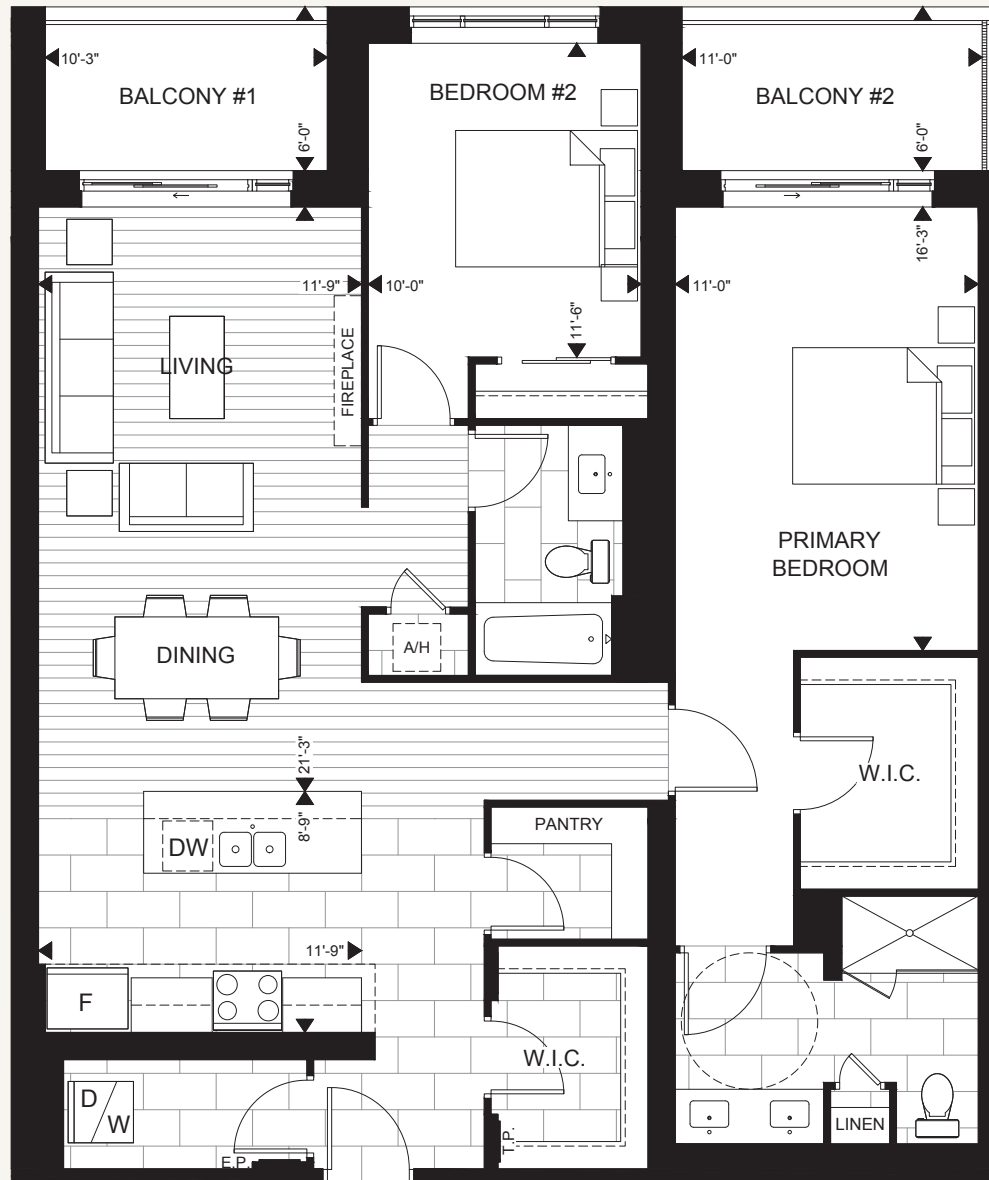 10'-3"
11'-0"
BALCONY #1
BEDROOM #2
BALCONY #2
6'-0"
6'-0"
16'-3"
11'-9"
10'-0"
11'-0"
11'-6"
LIVING
FIREPLACE
PRIMARY
BEDROOM
A/H
DINING
21'-3"
W.I.C.
8'-9"
PANTRY
DW
11'-9"
F
W.I.C.
D
W
LINEN
T.P.
E.P.